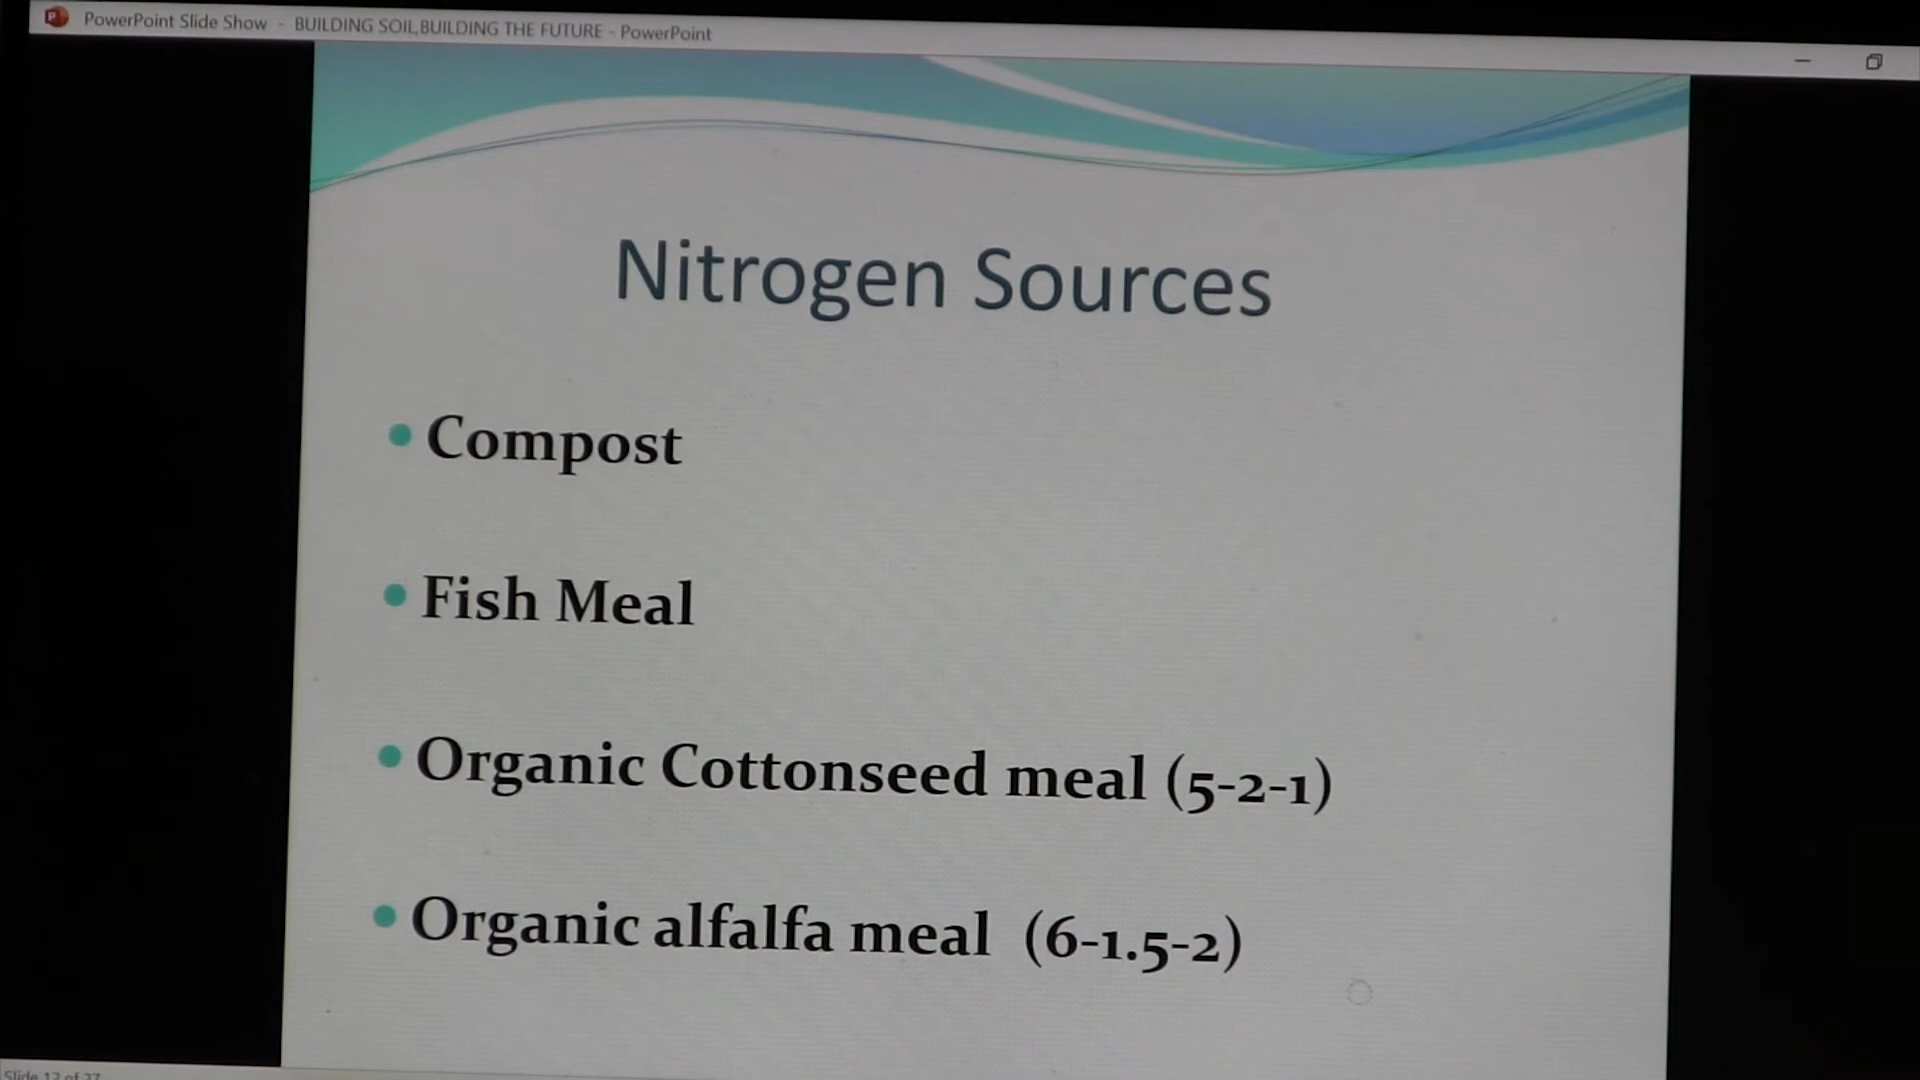 PowerPoint Slide Show - BUILDING SOIL,BUILDING THE FUTURE - PowerPoint
Nitrogen Sources
• Compost
• Fish Meal
• Organic Cottonseed meal (5-2-1)
• Organic alfalfa meal (6-1.5-2)